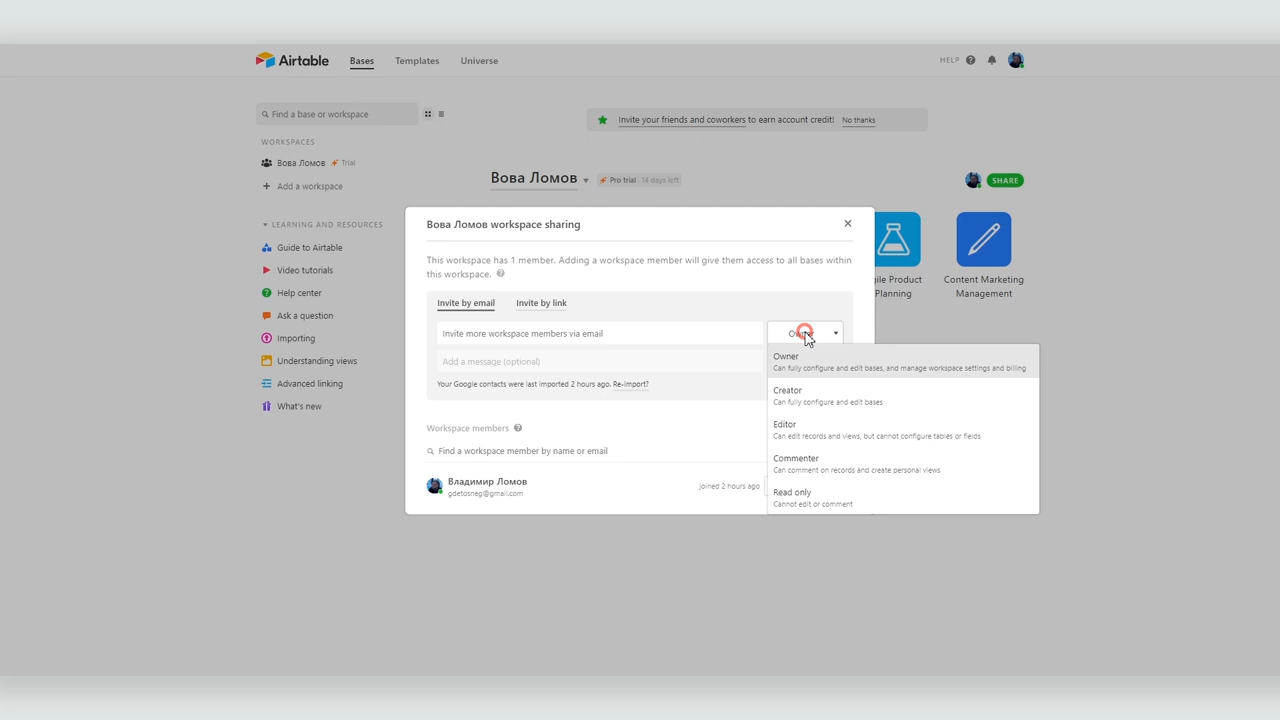 Airtable
Bases
Templates
Universe
HELP
Find a base or workspace
Invite your friends and coworkers to earn account credit! No thanks
WORKSPACES
Вова Ломов Trial
Add a workspace
Вова Ломов
Pro trial 14 days left
SHARE
LEARNING AND RESOURCES
Guide to Airtable
Video tutorials
Help center
Ask a question
Importing
Understanding views
Advanced linking
What's new
Product
Planning
Content Marketing
Management
Вова Ломов workspace sharing
This workspace has 1 member. Adding a workspace member will give them access to all bases within
this workspace.
Invite by email
Invite by link
Invite more workspace members via email
Add a message (optional)
Your Google contacts were last imported 2 hours ago. Re-import?
Owner
Can fully configure and edit bases, and manage workspace settings and billing
Creator
Can fully configure and edit bases
Editor
Can edit records and views, but cannot configure tables or fields
Commenter
Can comment on records and create personal views
Read only
Cannot edit or comment
Workspace members
Find a workspace member by name or email
Владимир Ломов
gdetosneg@gmail.com
joined 2 hours ago